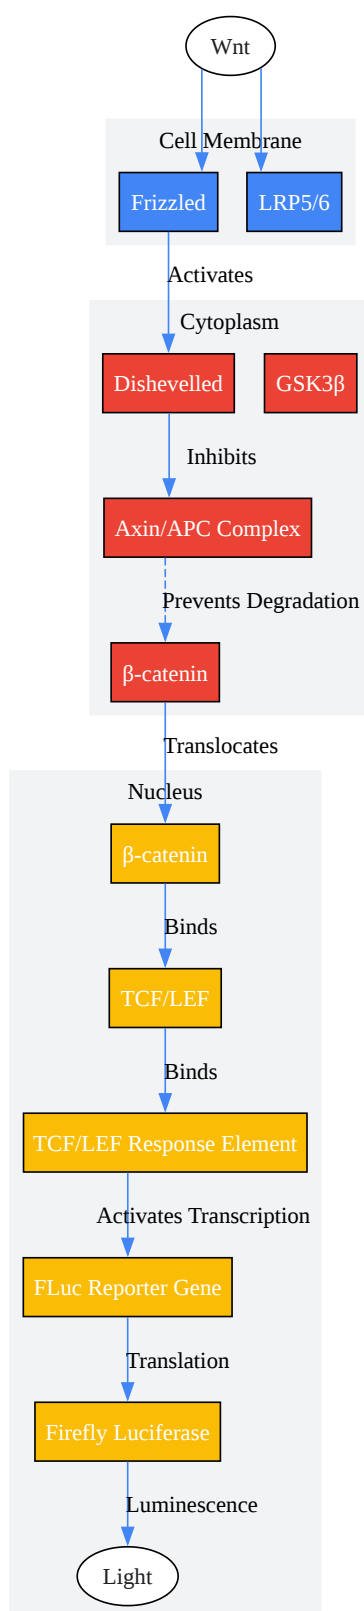 Wnt
Cell Membrane
Frizzled
LRP5/6
Activates
Cytoplasm
Dishevelled
GSK3β
Inhibits
Axin/APC Complex
Prevents Degradation
β-catenin
Translocates
Nucleus
β-catenin
Binds
TCF/LEF
Binds
TCF/LEF Response Element
Activates Transcription
FLuc Reporter Gene
Translation
Firefly Luciferase
Luminescence
Light